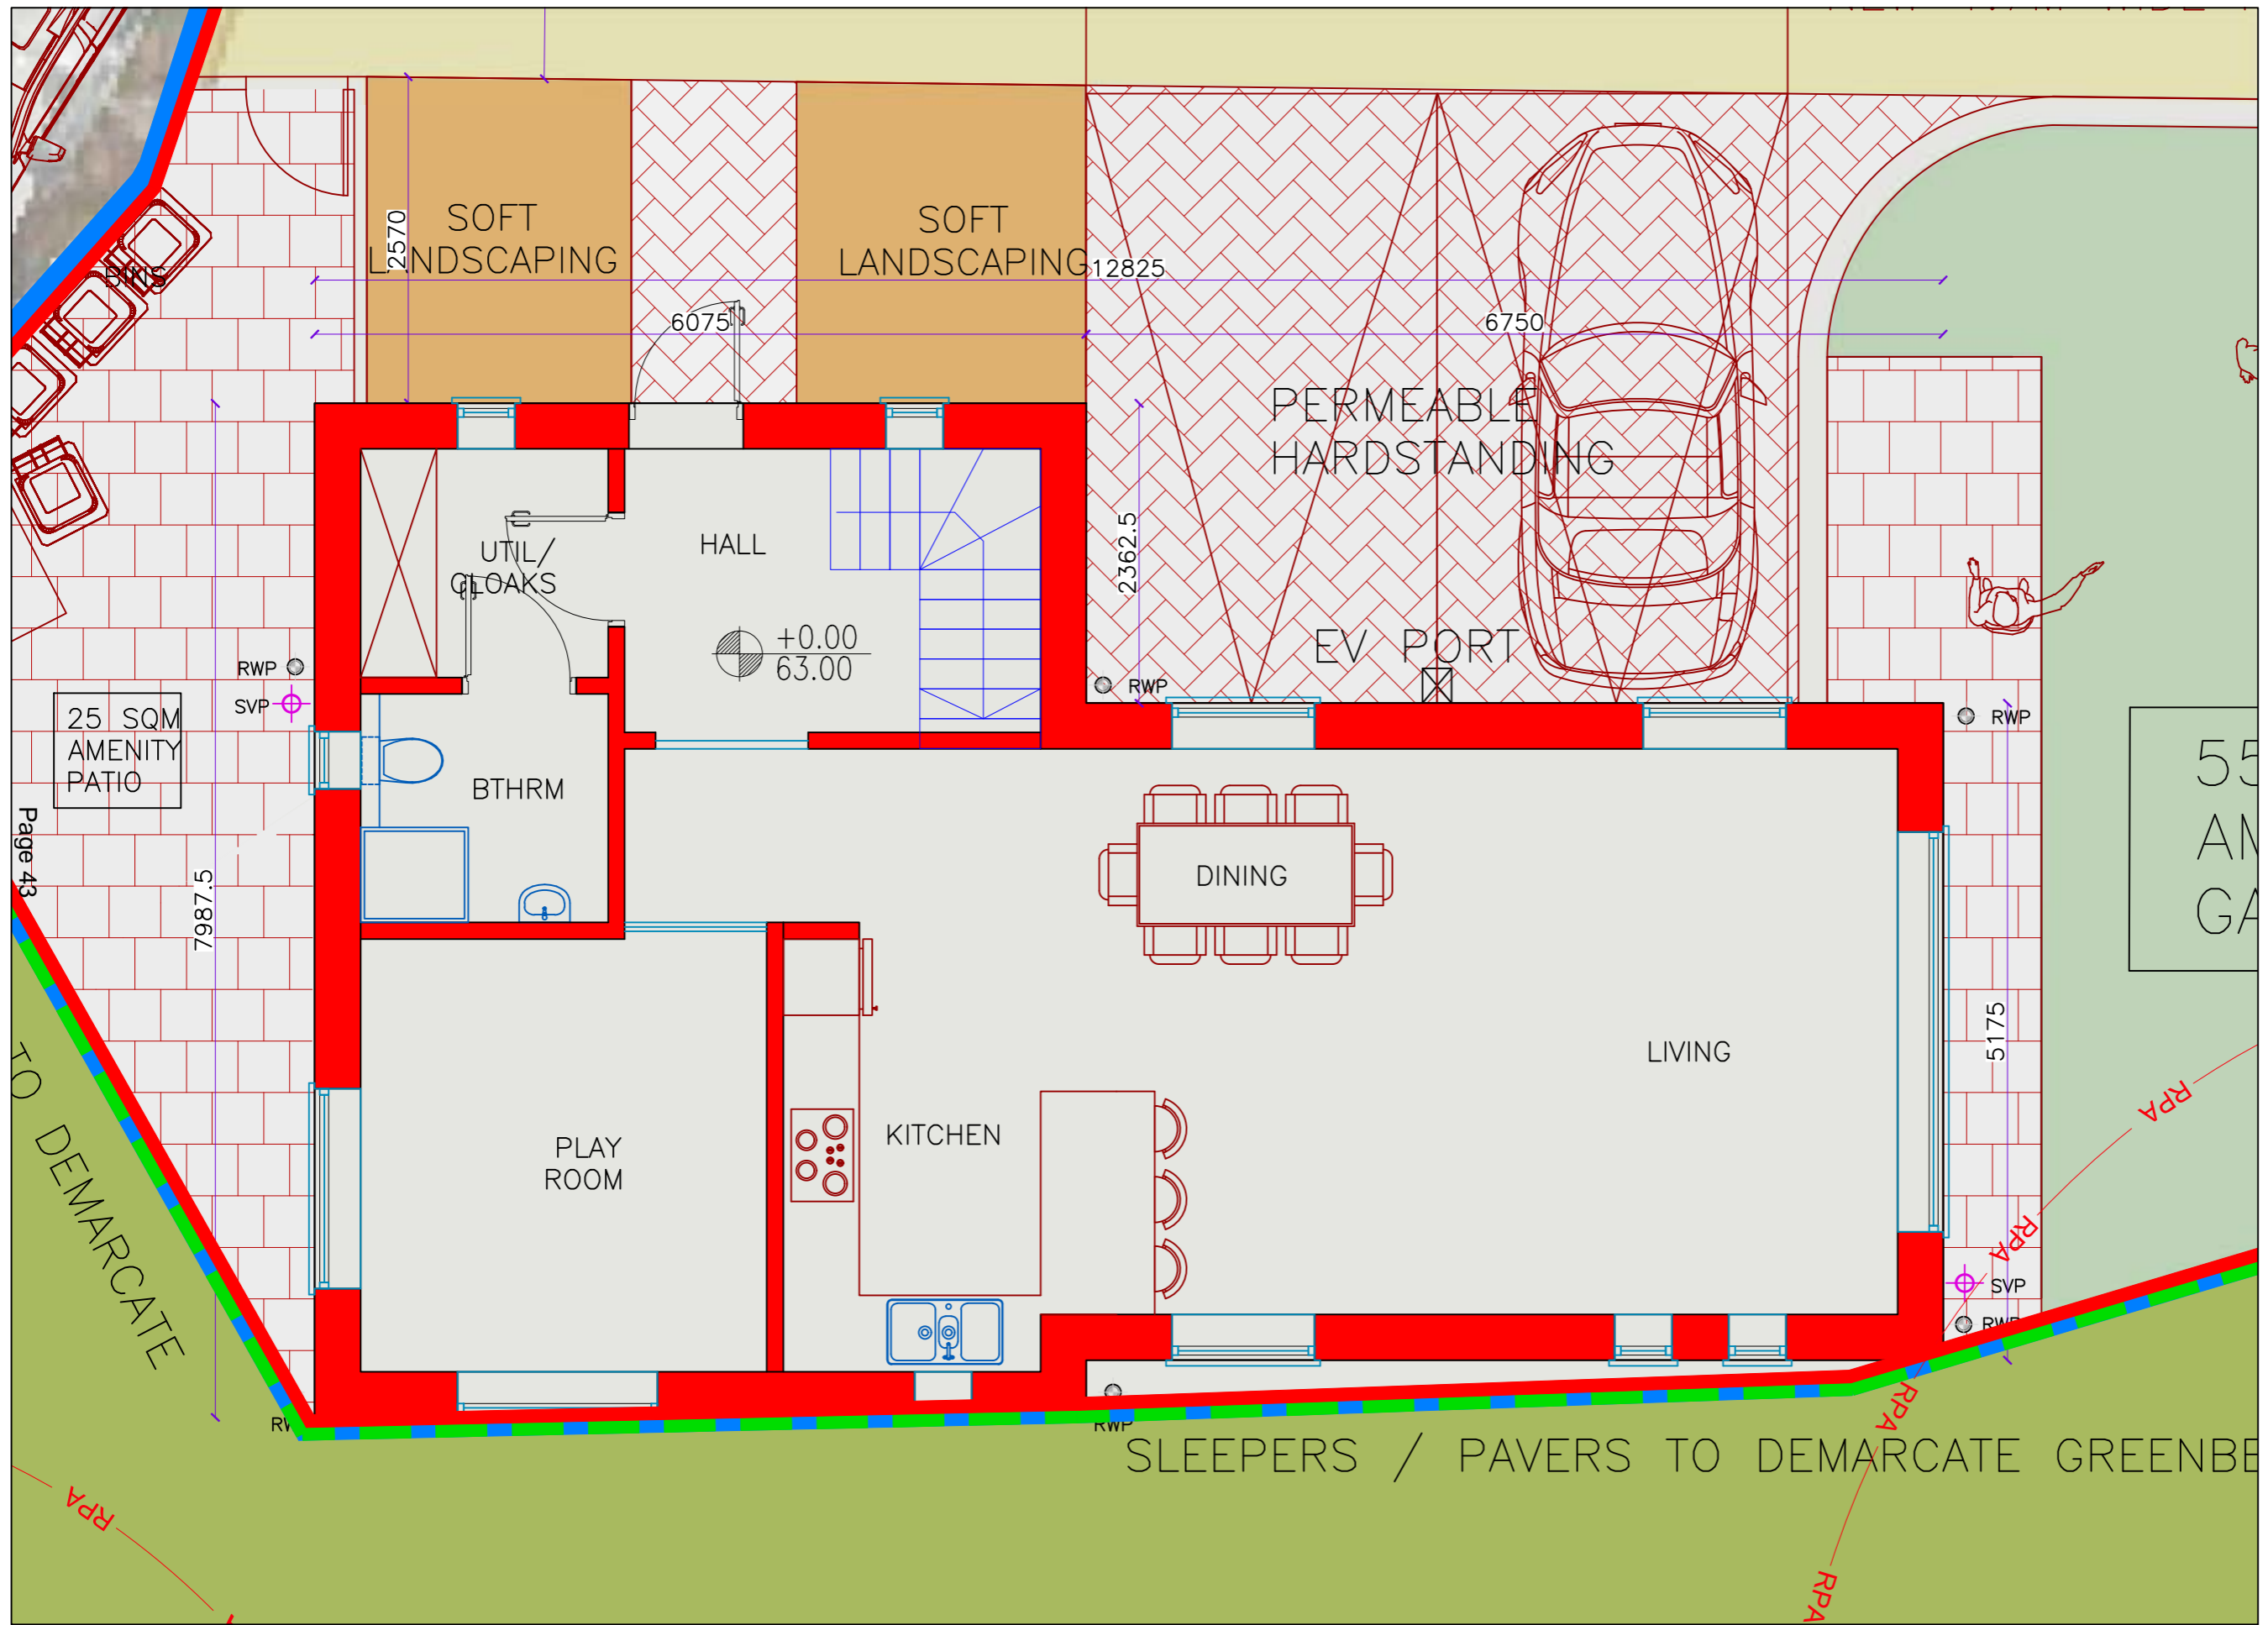 SOFT
LANDSCAPING
SOFT
LANDSCAPING
2570
12825
6075
6750
BINS
PERMEABLE
HARDSTANDING
UTIL/
CLOAKS
HALL
2362.5
+0.00
63.00
EV PORT
RWP
RWP
SVP
RWP
25 SQM
AMENITY
PATIO
BTHRM
55
Page 43
7987.5
DINING
LIVING
5175
KITCHEN
PLAY
ROOM
TO DEMARCATE
RPA
RPA
SVP
RWP
RWP
RPA
SLEEPERS / PAVERS TO DEMARCATE
RPA
RPA